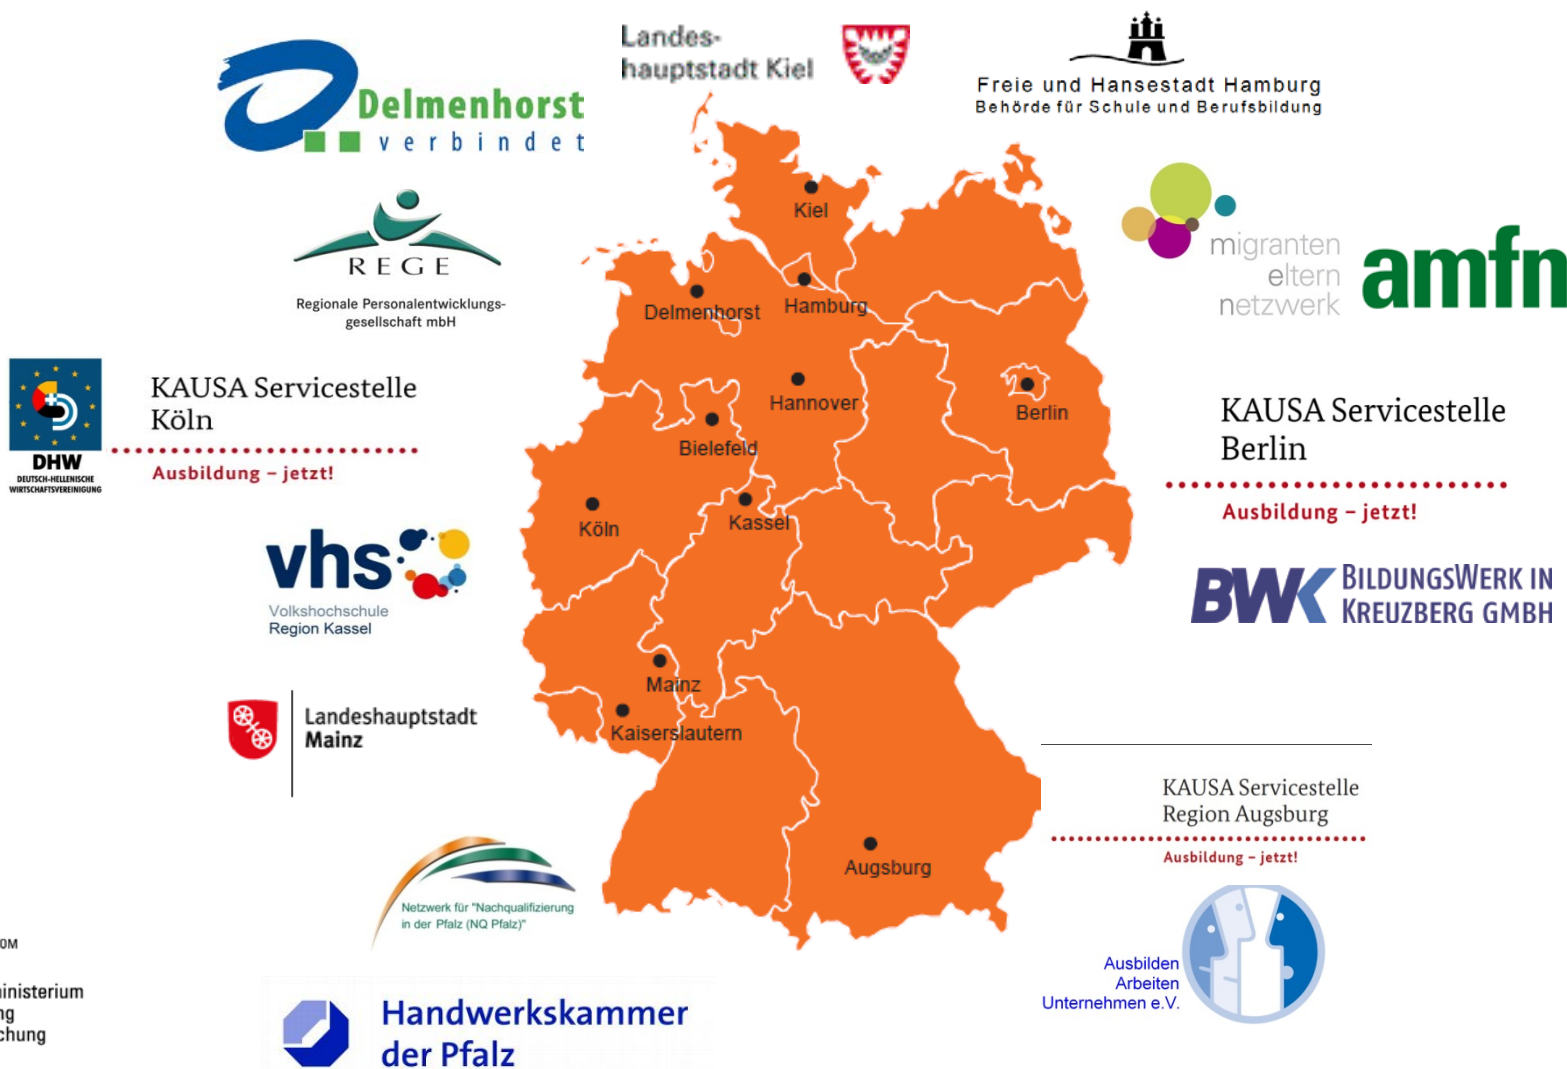 Landes-
hauptstadt Kiel
Freie und Hansestadt Hamburg
Behörde für Schule und Berufsbildung
Delmenhorst
verbindet
REGE
Regionale Personalentwicklungs-
gesellschaft mbH
migranten
eltern
netzwerk
amfn
Kiel
Hamburg
Delmenhorst
Hannover
Berlin
Bielefeld
Köln
Kassel
Mainz
Kaiserslautern
Augsburg
DHW
DEUTSCH-HELLENISCHE
WIRTSCHAFTSVEREINIGUNG
KAUSA Servicestelle
Köln
Ausbildung – jetzt!
KAUSA Servicestelle
Berlin
Ausbildung – jetzt!
vhs
Volkshochschule
Region Kassel
BWK
BILDUNGSWERK IN
KREUZBERG GMBH
Landeshauptstadt
Mainz
KAUSA Servicestelle
Region Augsburg
Ausbildung – jetzt!
Netzwerk für "Nachqualifizierung
in der Pfalz (NQ Pfalz)"
Ausbilden
Arbeiten
Unternehmen e.V.
Handwerkskammer
der Pfalz
OM
inisterium
ng
chung